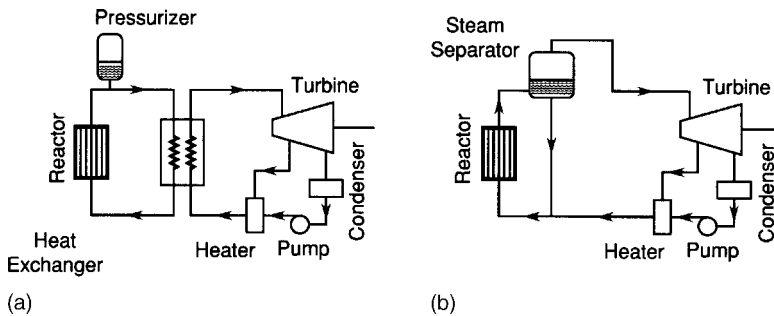 Pressurizer
Turbine
Reactor
Condenser
Heater
Pump
Heat
Exchanger
(a)
Steam
Separator
Turbine
Reactor
Condenser
Heater
Pump
(b)